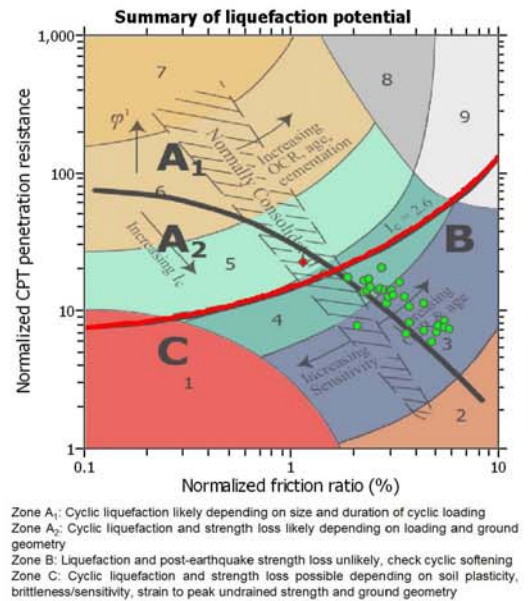 Summary of liquefaction potential
1,000
100
10
1
Normalized CPT penetration resistance
7
8
9
φ'
A1
Increasing
OCR, age,
cementation
Normally Consolidated
6
A2
Increasing Ic
5
Ic = 2.6
B
4
C
1
Increasing
Sensitivity
age
3
2
0.1
1
10
Normalized friction ratio (%)
Zone A1: Cyclic liquefaction likely depending on size and duration of cyclic loading
Zone A2: Cyclic liquefaction and strength loss likely depending on loading and ground
geometry
Zone B: Liquefaction and post-earthquake strength loss unlikely, check cyclic softening
Zone C: Cyclic liquefaction and strength loss possible depending on soil plasticity,
brittleness/sensitivity, strain to peak undrained strength and ground geometry